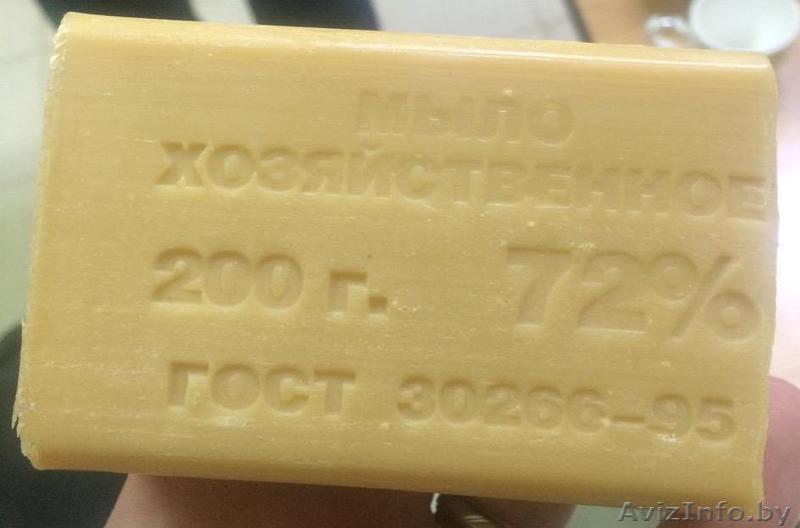 МЫЛО
ХОЗЯЙСТВЕННОЕ
200 г. 72%
ГОСТ 30266-95
AvizInfo.by